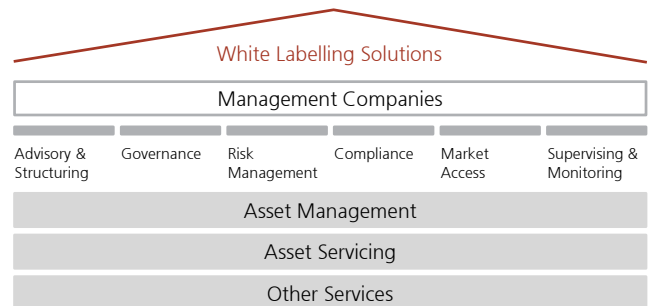 White Labelling Solutions
Management Companies
Advisory &
Structuring
Governance
Risk
Management
Compliance
Market
Access
Supervising &
Monitoring
Asset Management
Asset Servicing
Other Services